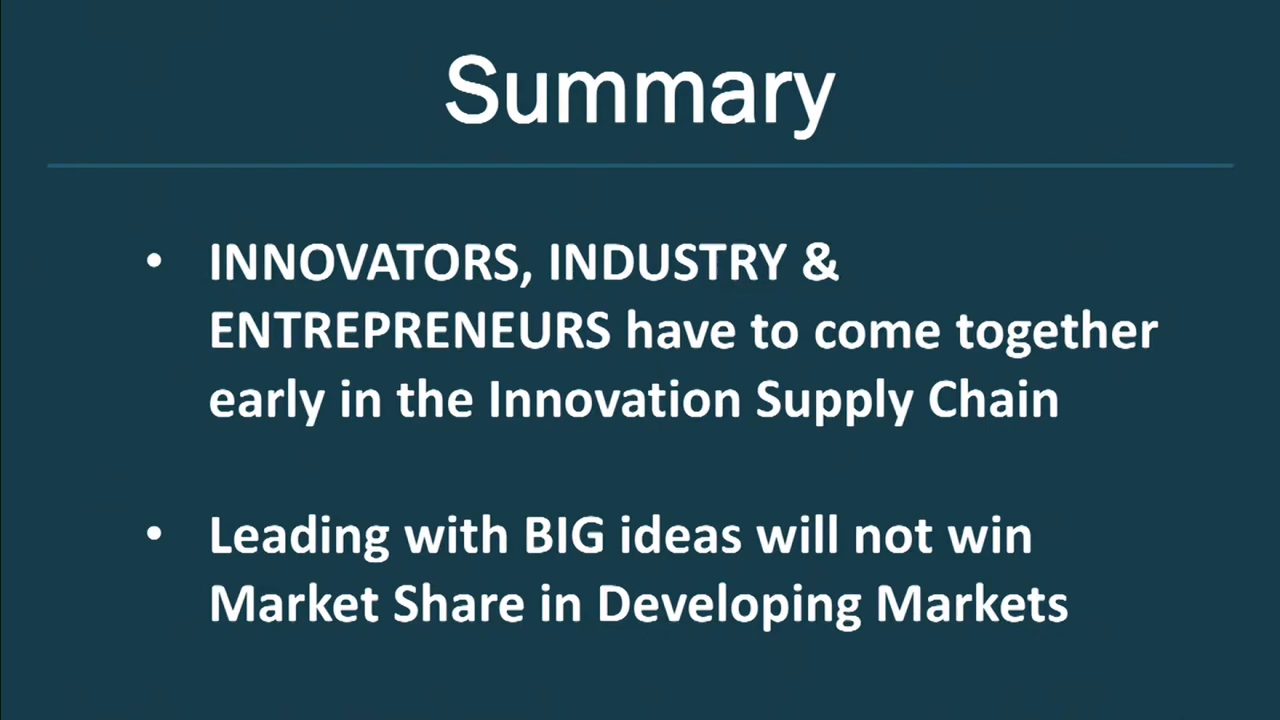 Summary
• INNOVATORS, INDUSTRY &
ENTREPRENEURS have to come together
early in the Innovation Supply Chain
• Leading with BIG ideas will not win
Market Share in Developing Markets